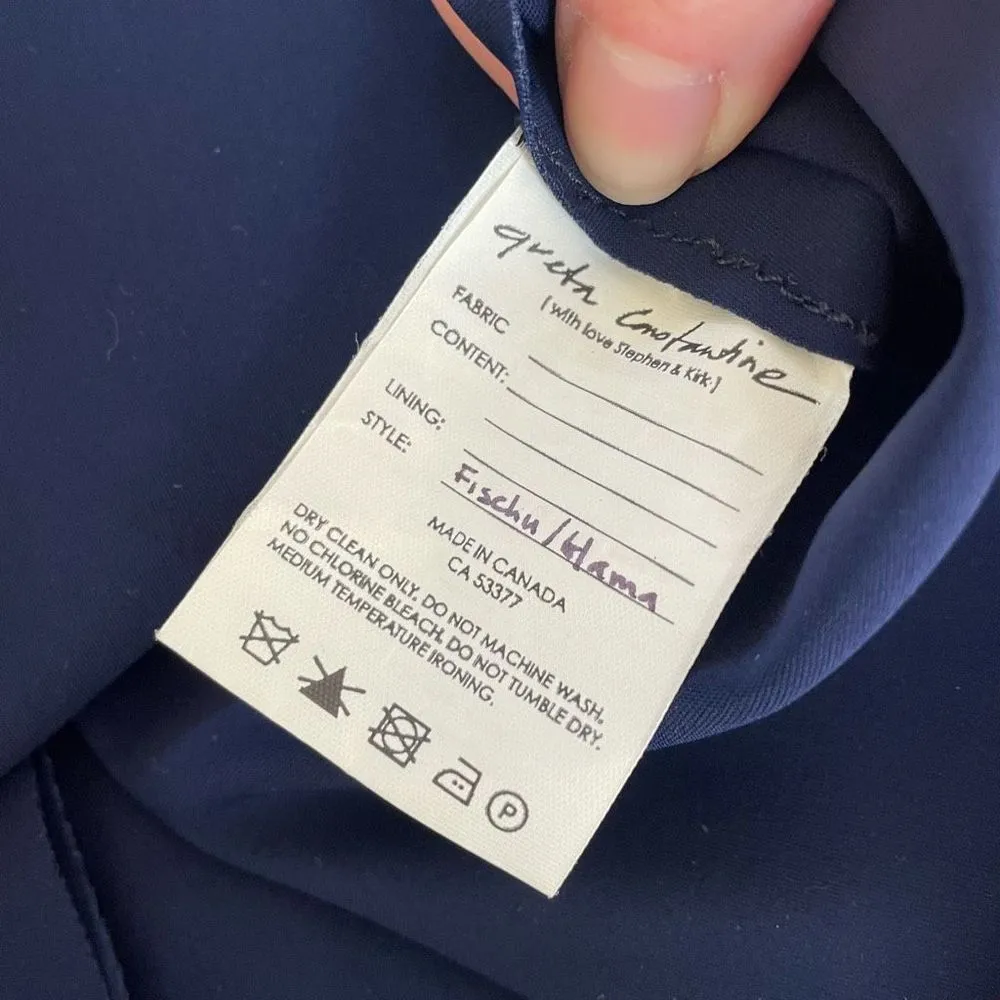 greta Constantine
[with love Stephen & Kirk]
FABRIC
CONTENT:
LINING:
STYLE: Fischu/Hama
MADE IN CANADA
CA 53377
DRY CLEAN ONLY. DO NOT MACHINE WASH.
NO CHLORINE BLEACH. DO NOT TUMBLE DRY.
MEDIUM TEMPERATURE IRONING.
P